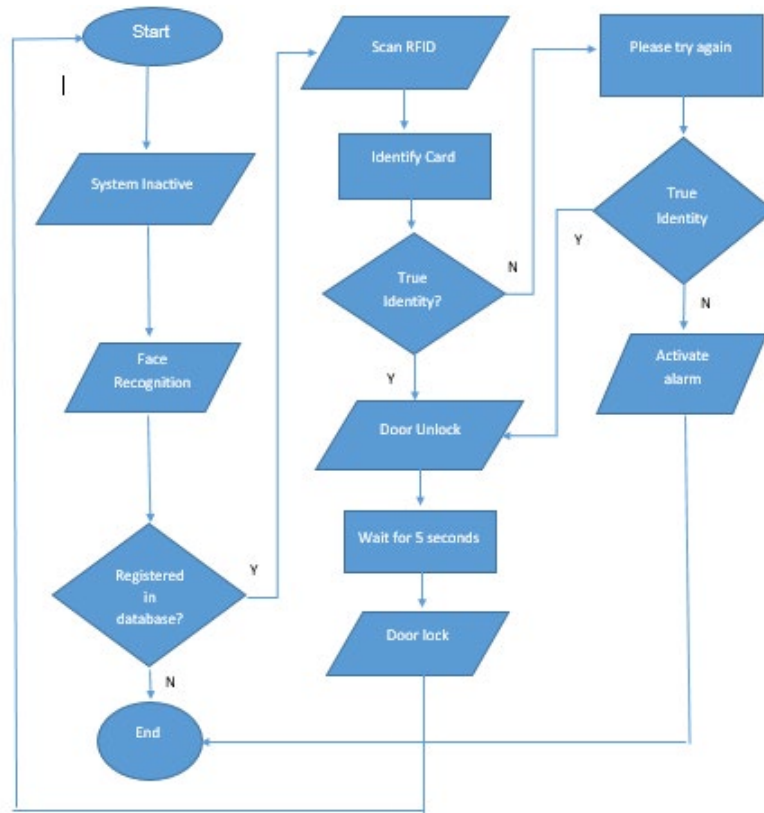 Start
System Inactive
Face
Recognition
Registered
in
database?
Y
N
End
Scan RFID
Identify Card
True
Identity?
N
Y
Door Unlock
Wait for 5 seconds
Door lock
Please try again
True
Identity
Y
N
Activate
alarm